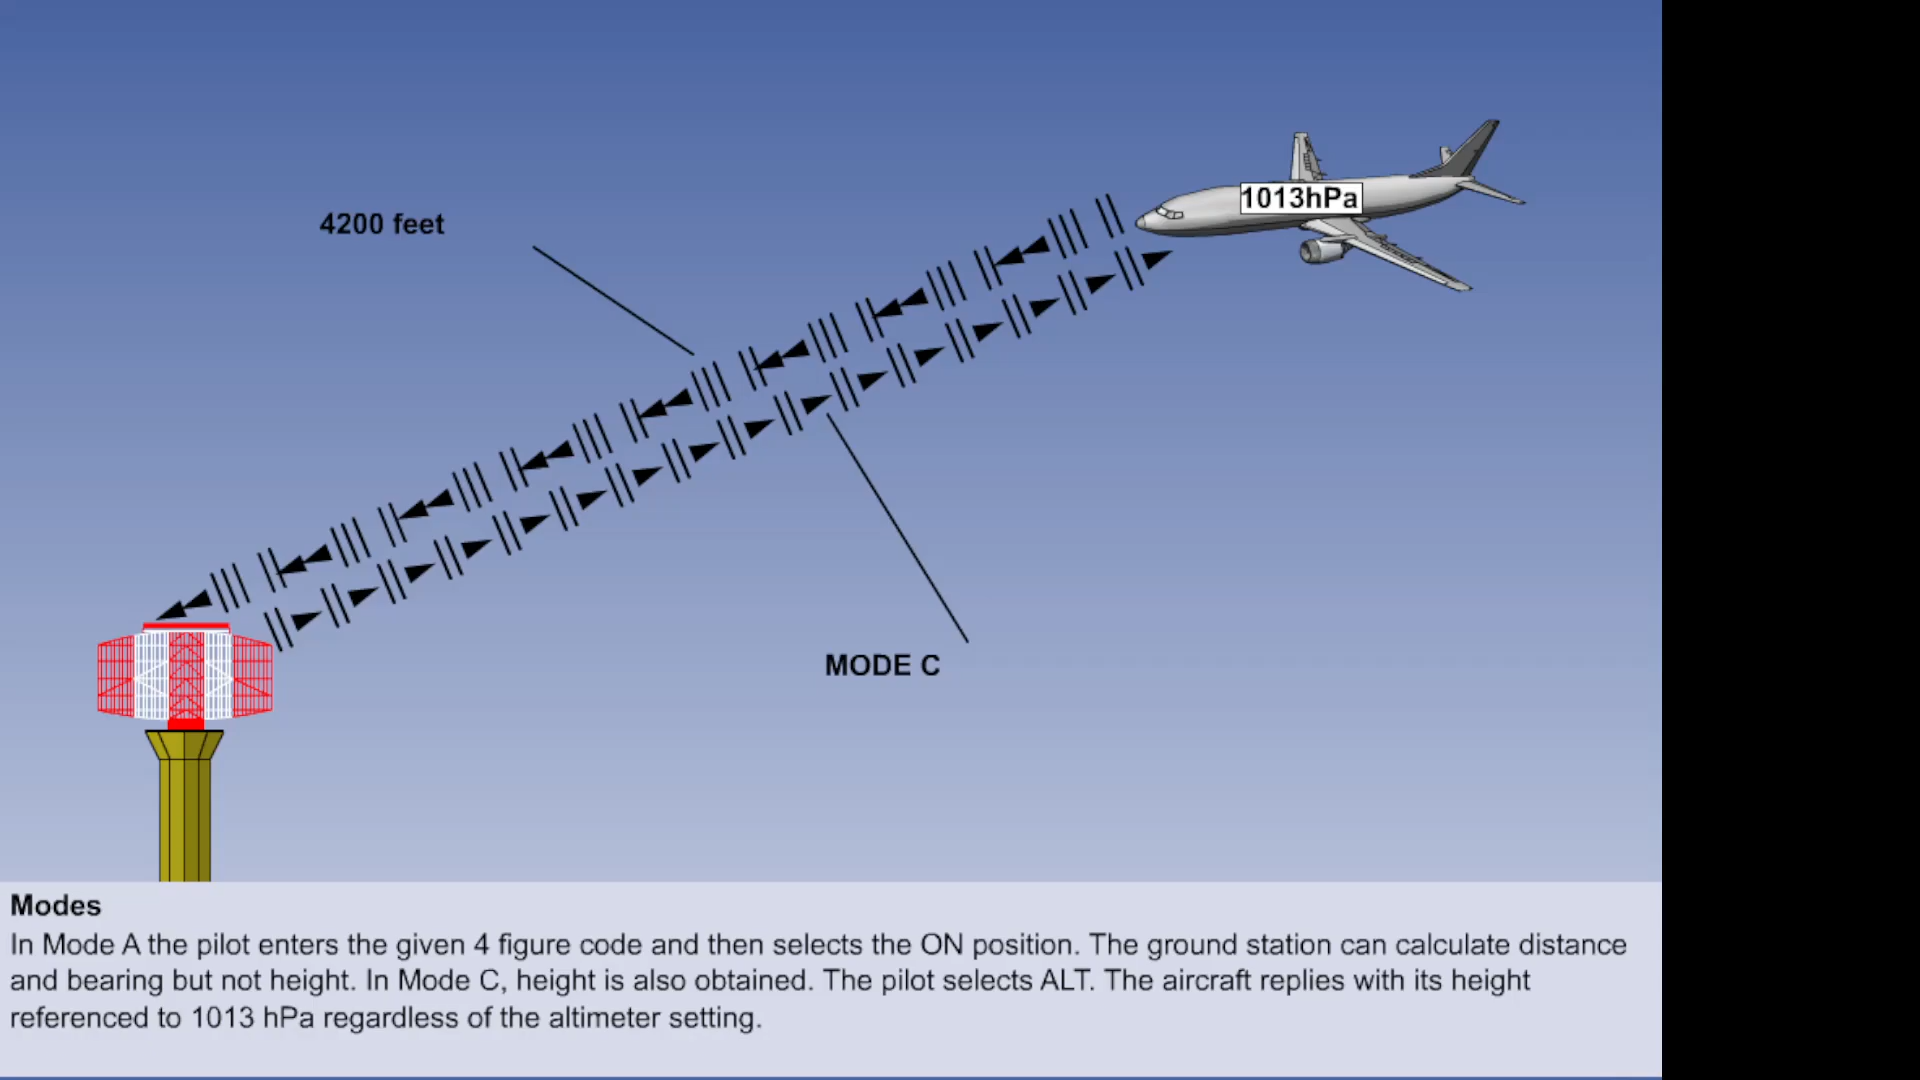 1013hPa
4200 feet
MODE C
Modes
In Mode A the pilot enters the given 4 figure code and then selects the ON position. The ground station can calculate distance
and bearing but not height. In Mode C, height is also obtained. The pilot selects ALT. The aircraft replies with its height
referenced to 1013 hPa regardless of the altimeter setting.